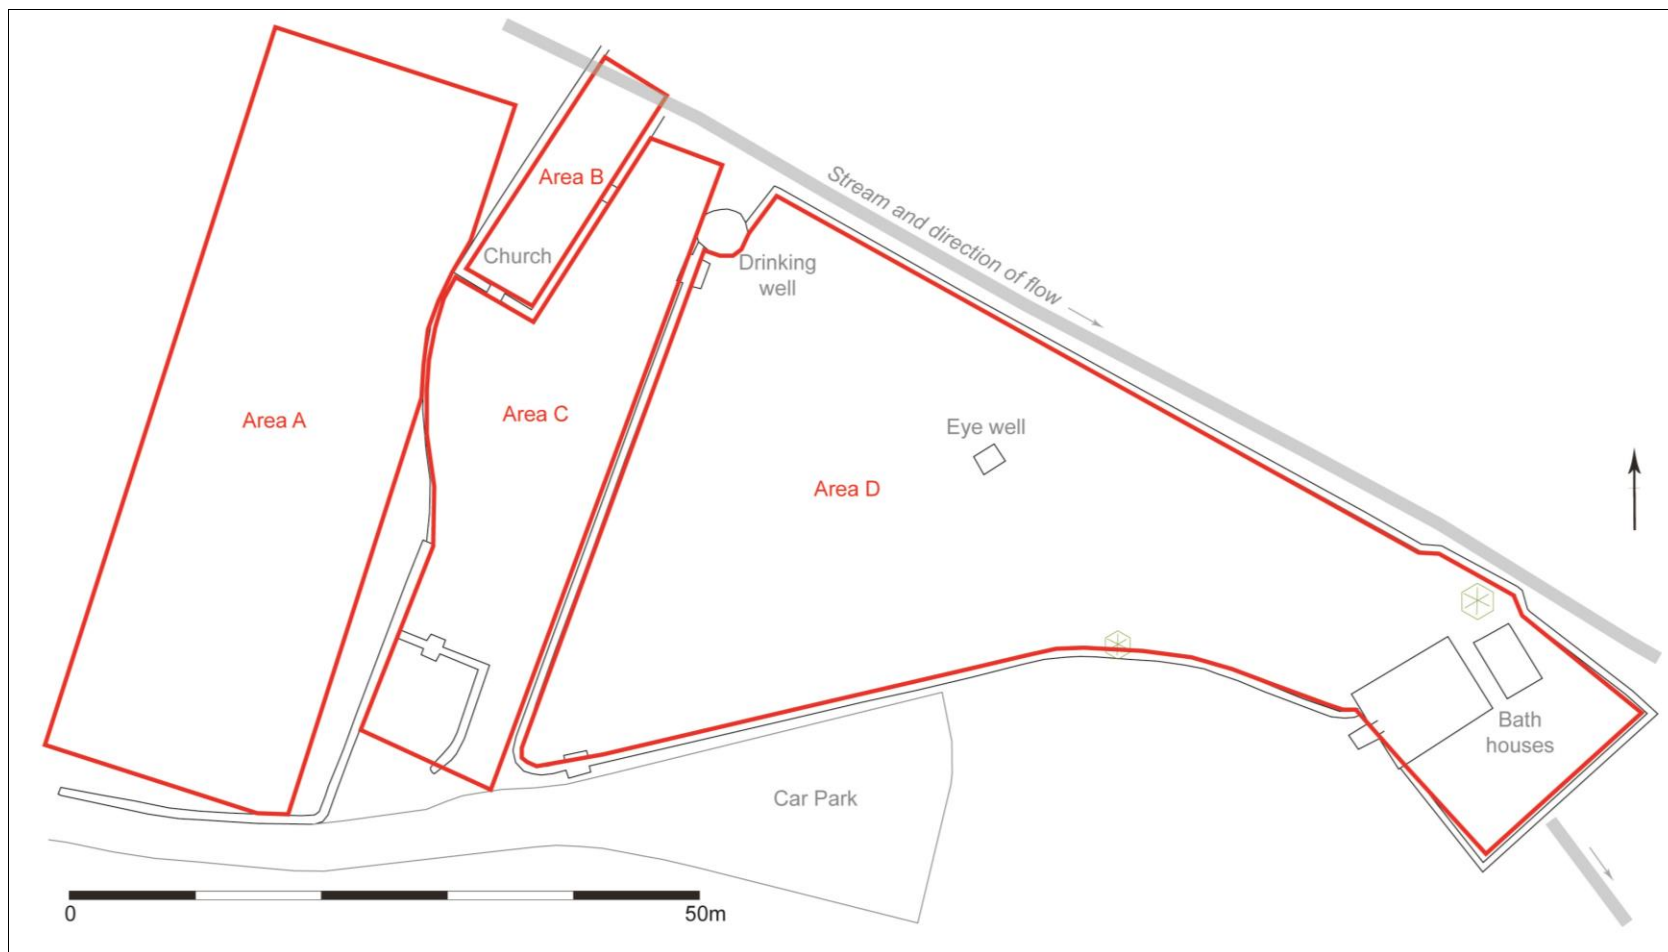 Area B
Stream and direction of flow
Church
Drinking
well
Area A
Area C
Eye well
Area D
Bath
houses
Car Park
0
50m